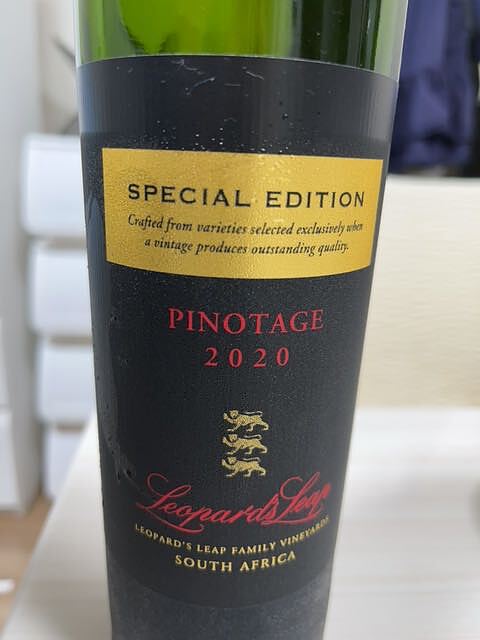 SPECIAL EDITION
Crafted from varieties selected exclusively when
a vintage produces outstanding quality.
PINOTAGE
2020
Leopard's Leap
LEOPARD'S LEAP FAMILY VINEYARDS
SOUTH AFRICA